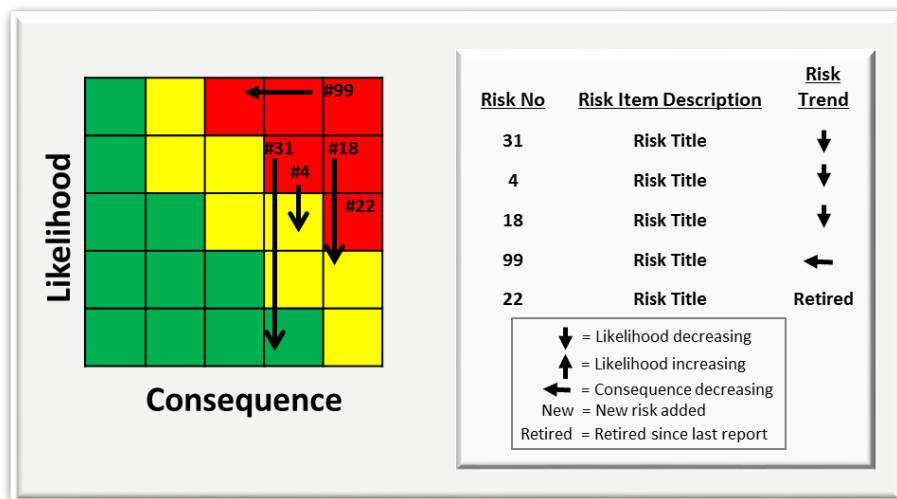 Likelihood
#99
#31
#18
#4
#22
Consequence
Risk No Risk Item Description Risk Trend
31 Risk Title
4 Risk Title
18 Risk Title
99 Risk Title
22 Risk Title Retired
= Likelihood decreasing
= Likelihood increasing
= Consequence decreasing
New = New risk added
Retired = Retired since last report